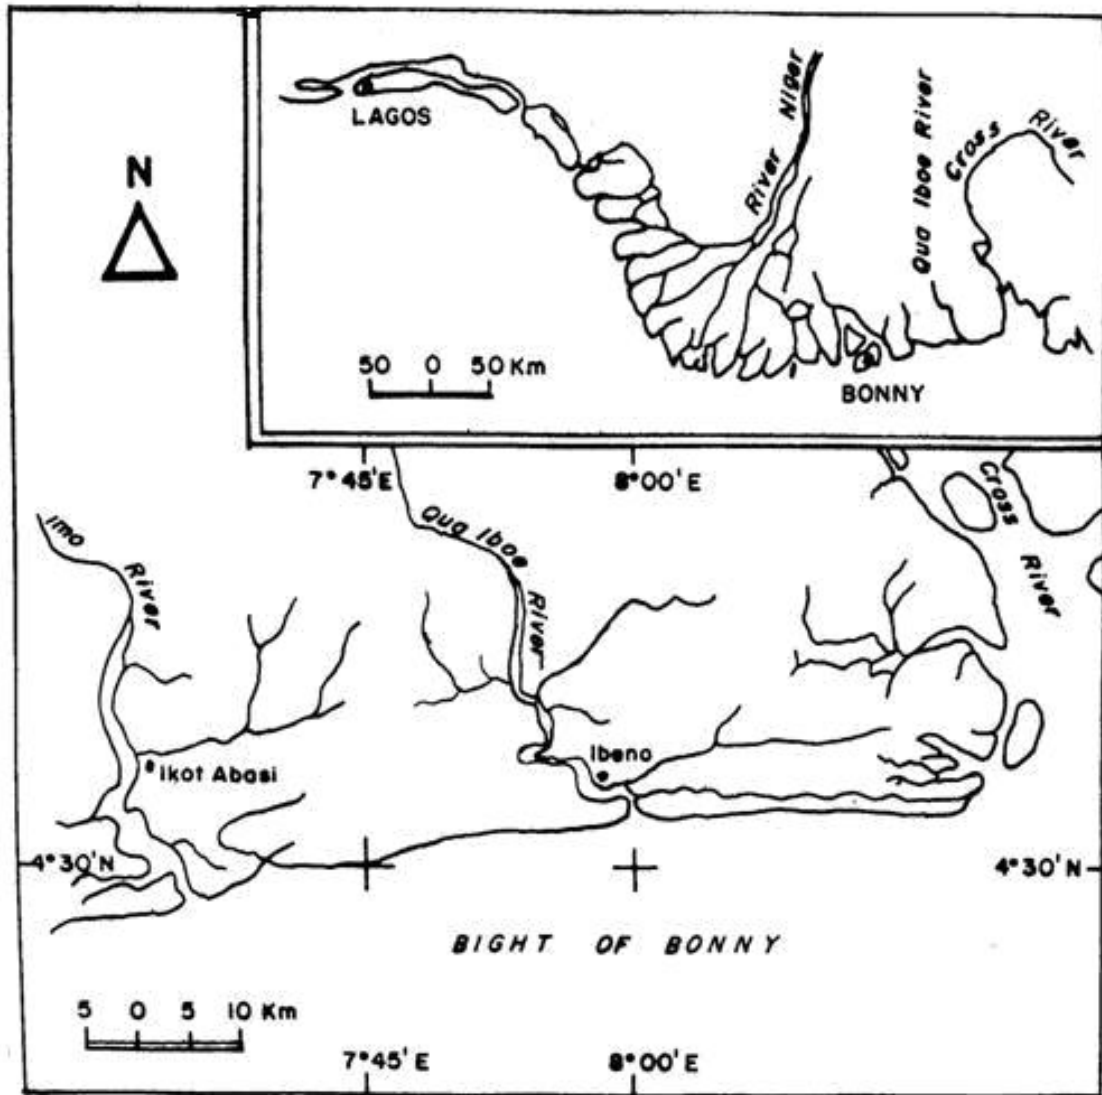 LAGOS
River Niger
Qua Iboe River
Cross River
N
50 0 50 Km
BONNY
7°45'E 8°00'E
Imo River
Qua Iboe River
Cross River
Ibeno
Ikot Abasi
4°30'N 4°30'N
BIGHT OF BONNY
5 0 5 10 Km
7°45'E 8°00'E